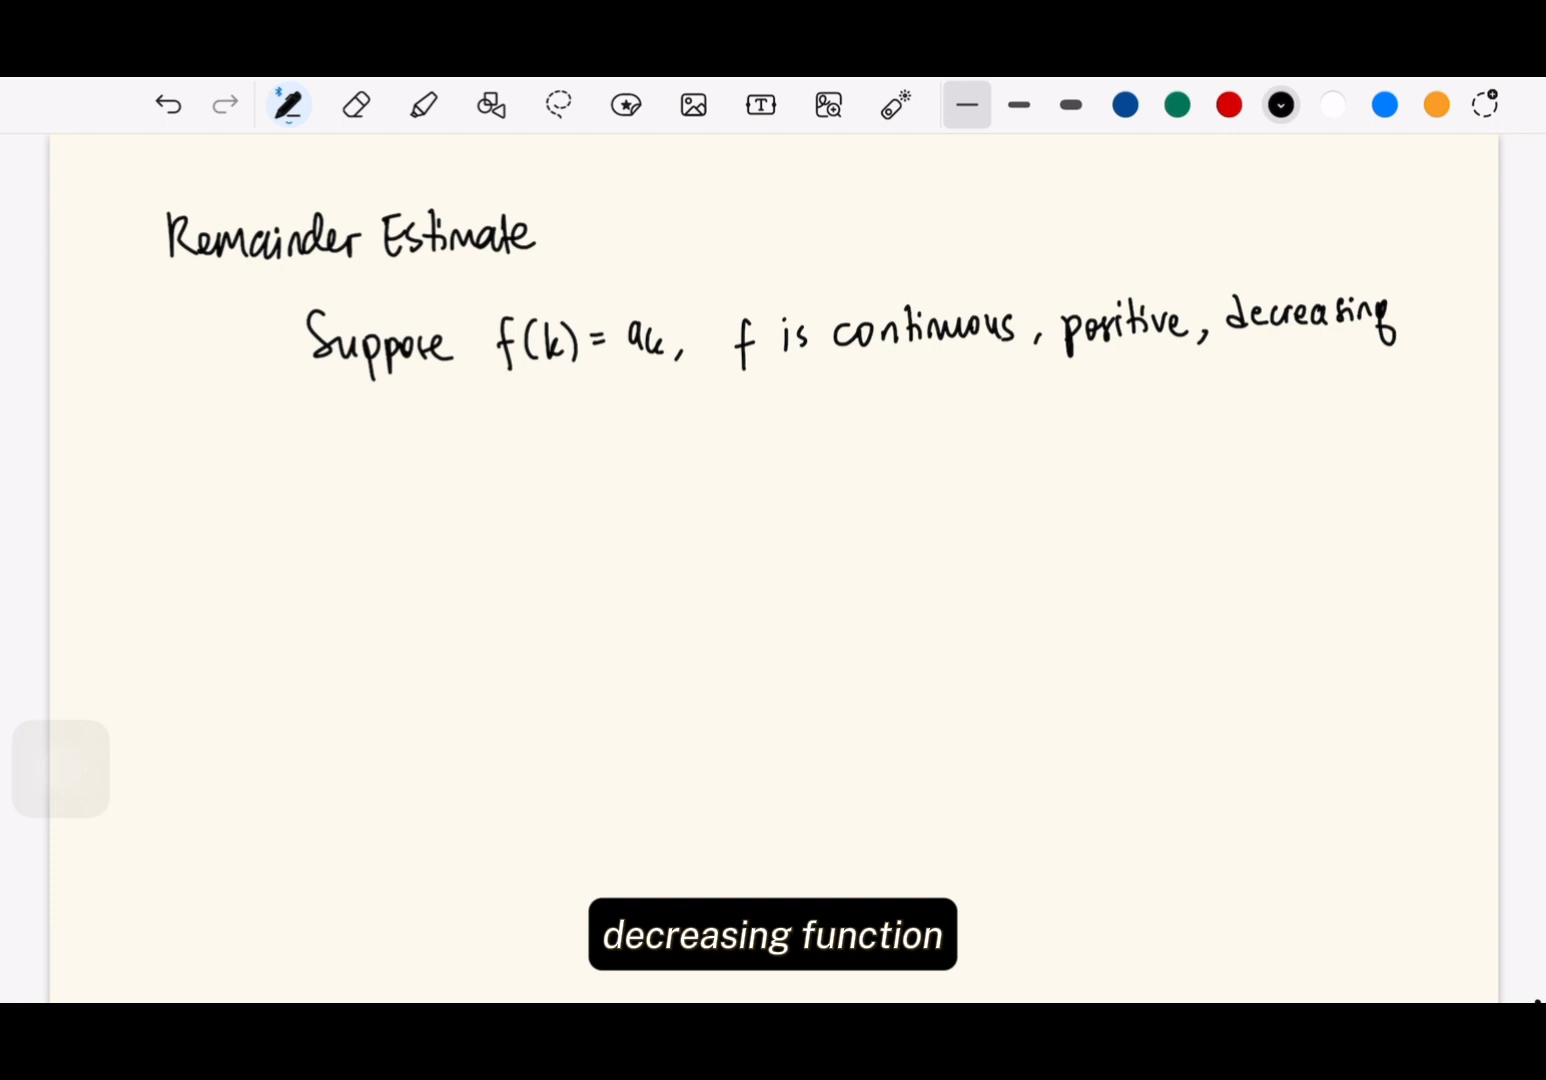 Remainder Estimate
Suppose f(k) = aₖ, f is continuous, positive, decreasing
decreasing function